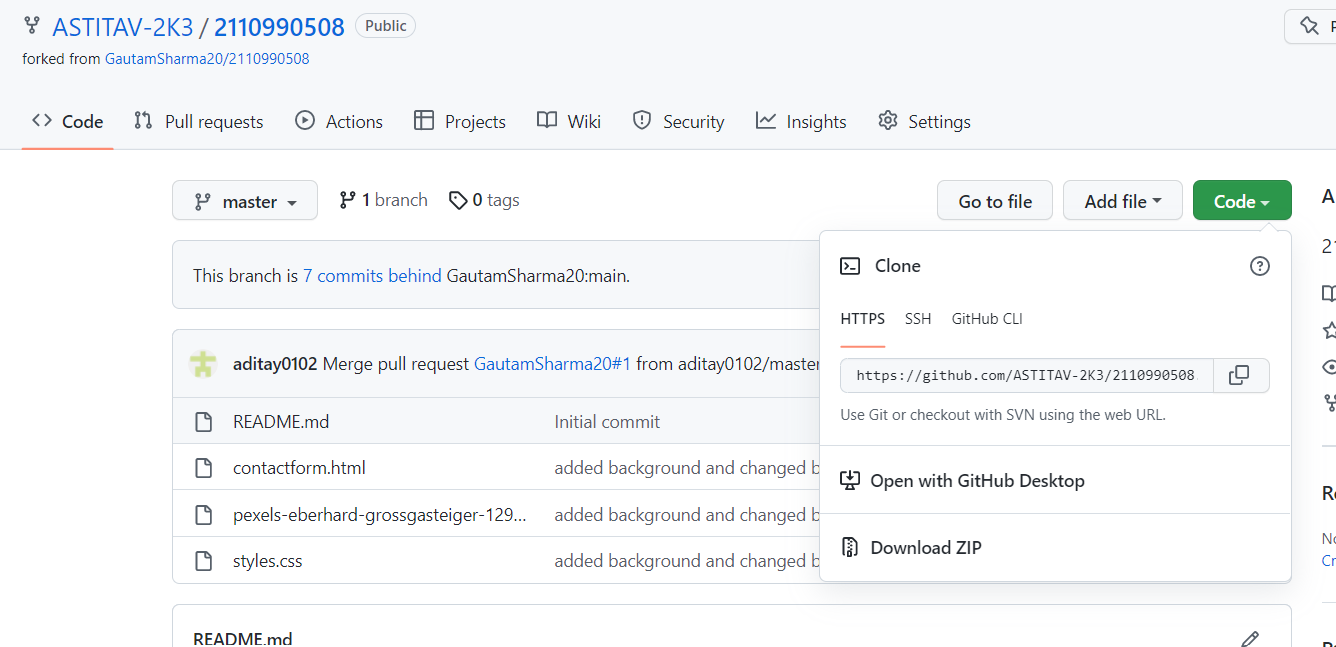 ASTITAV-2K3 / 2110990508 Public
forked from GautamSharma20/2110990508
Code Pull requests Actions Projects Wiki Security Insights Settings
master 1 branch 0 tags Go to file Add file Code
This branch is 7 commits behind GautamSharma20:main.
Clone
HTTPS SSH GitHub CLI
https://github.com/ASTITAV-2K3/2110990508
Use Git or checkout with SVN using the web URL.
Open with GitHub Desktop
Download ZIP
aditay0102 Merge pull request GautamSharma20#1 from aditay0102/master
README.md Initial commit
contactform.html added background and changed
pexels-eberhard-grossgasteiger-129... added background and changed
styles.css added background and changed
README.md